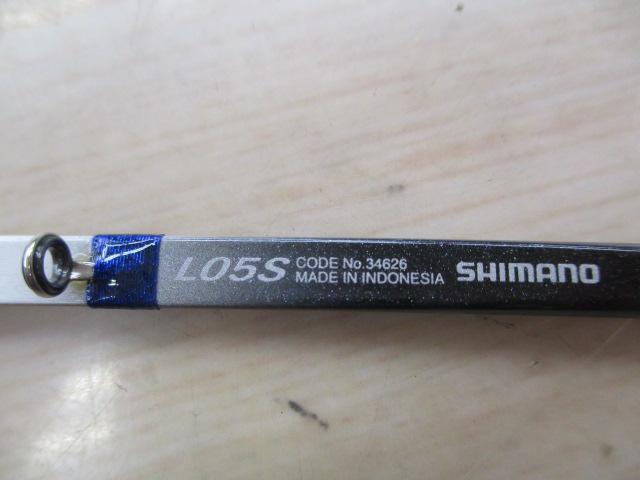 L05S
CODE No.34626
MADE IN INDONESIA
SHIMANO